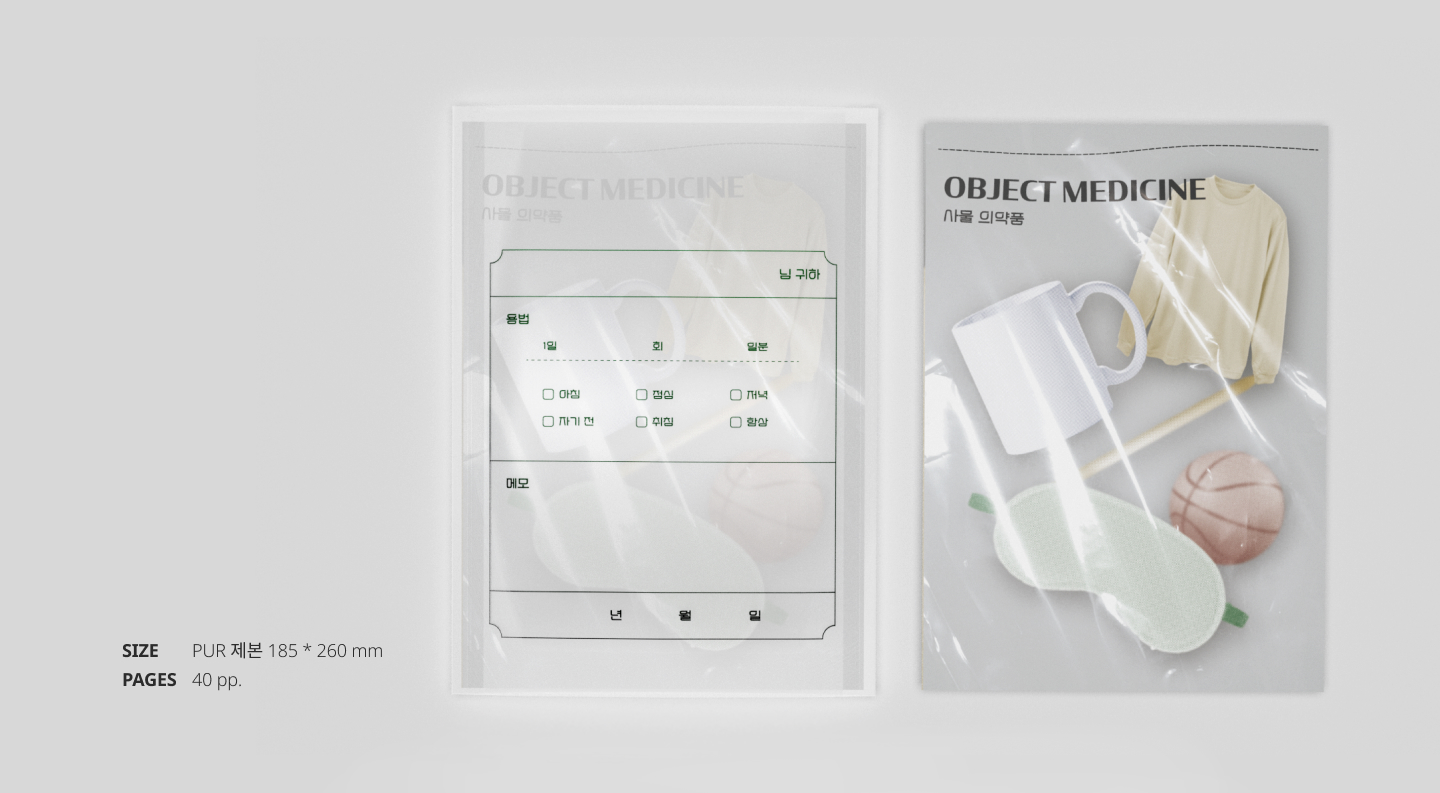 OBJECT MEDICINE
사물 의약품
님 귀하
용법
1일 회 일분
아침 점심 저녁
자기 전 취침 항상
메모
년 월 일
OBJECT MEDICINE
사물 의약품
SIZE PUR 제본 185 * 260 mm
PAGES 40 pp.